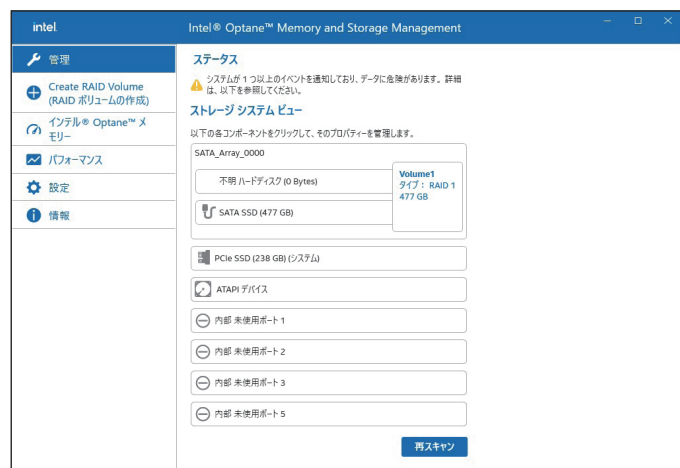 intel.
Intel® Optane™ Memory and Storage Management
管理
Create RAID Volume
(RAID ボリュームの作成)
インテル® Optane™ メ
モリー
パフォーマンス
設定
情報
ステータス
システムが 1 つ以上のイベントを通知しており、データに危険があります。詳細
は、以下を参照してください。
ストレージ システム ビュー
以下の各コンポーネントをクリックして、そのプロパティーを管理します。
SATA_Array_0000
不明 ハードディスク (0 Bytes)
SATA SSD (477 GB)
Volume1
タイプ： RAID 1
477 GB
PCIe SSD (238 GB) (システム)
ATAPI デバイス
内部 未使用ポート 1
内部 未使用ポート 2
内部 未使用ポート 3
内部 未使用ポート 5
再スキャン